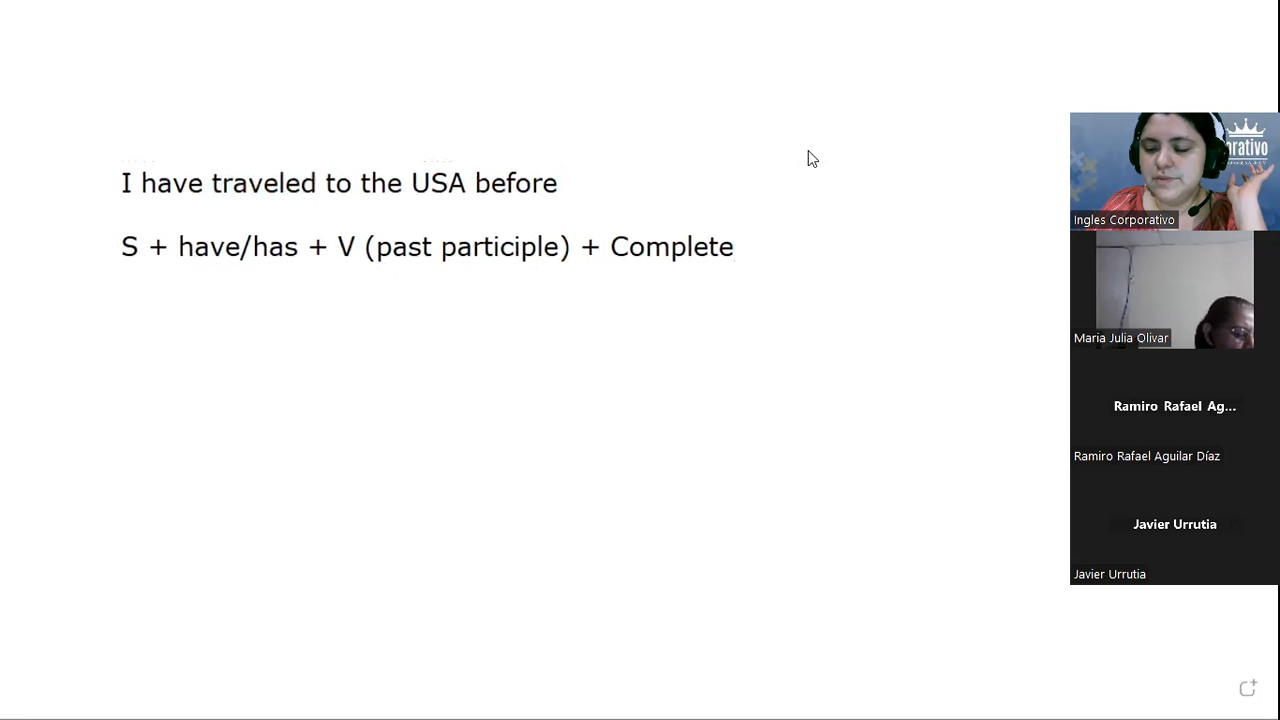 I have traveled to the USA before
S + have/has + V (past participle) + Complete
orativo
Ingles Corporativo
Maria Julia Olivar
Ramiro Rafael Ag...
Ramiro Rafael Aguilar Díaz
Javier Urrutia
Javier Urrutia